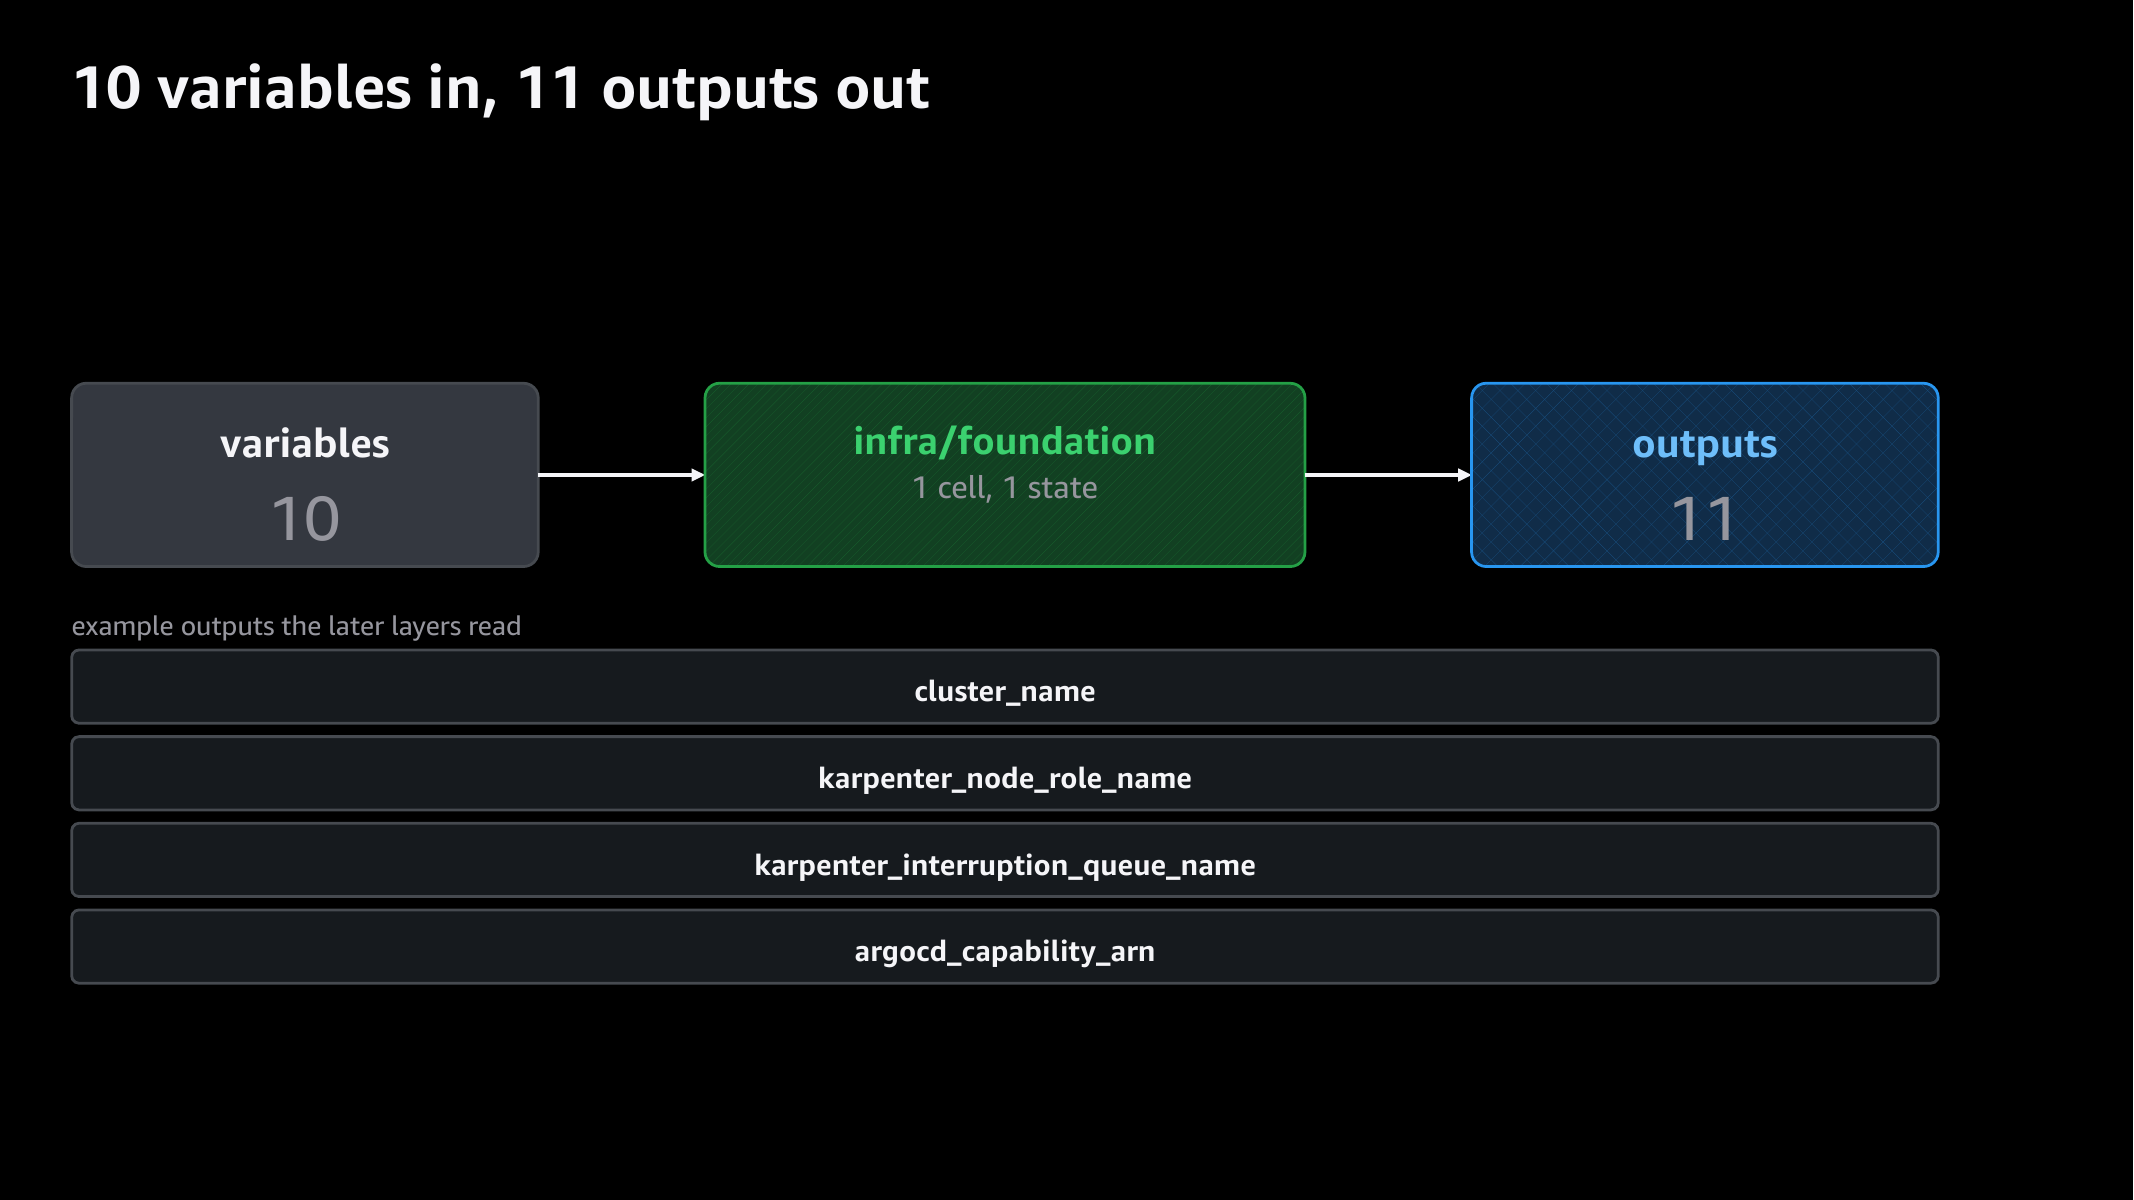 10 variables in, 11 outputs out
variables
10
infra/foundation
1 cell, 1 state
outputs
11
example outputs the later layers read
cluster_name
karpenter_node_role_name
karpenter_interruption_queue_name
argocd_capability_arn